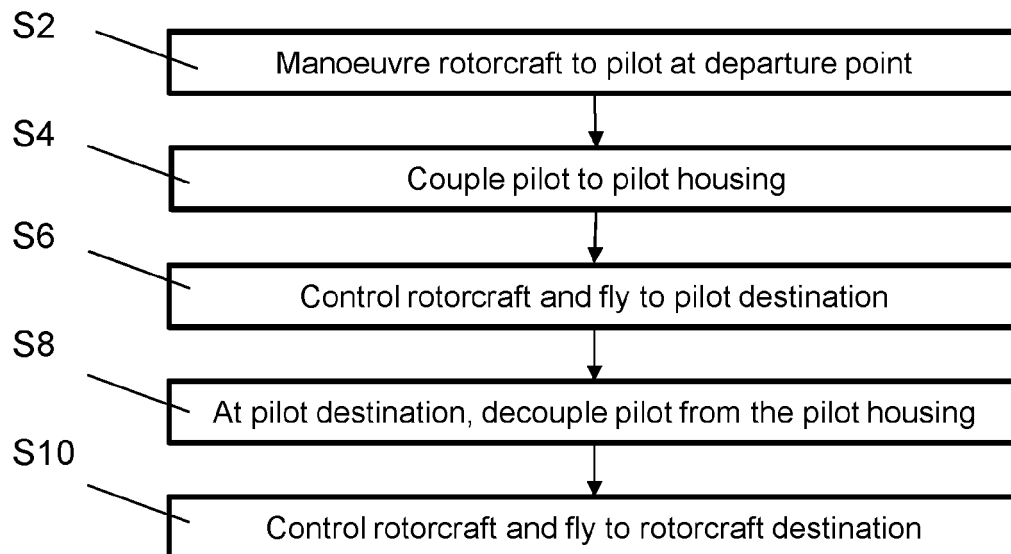 S2
Manoeuvre rotorcraft to pilot at departure point
S4
Couple pilot to pilot housing
S6
Control rotorcraft and fly to pilot destination
S8
At pilot destination, decouple pilot from the pilot housing
S10
Control rotorcraft and fly to rotorcraft destination